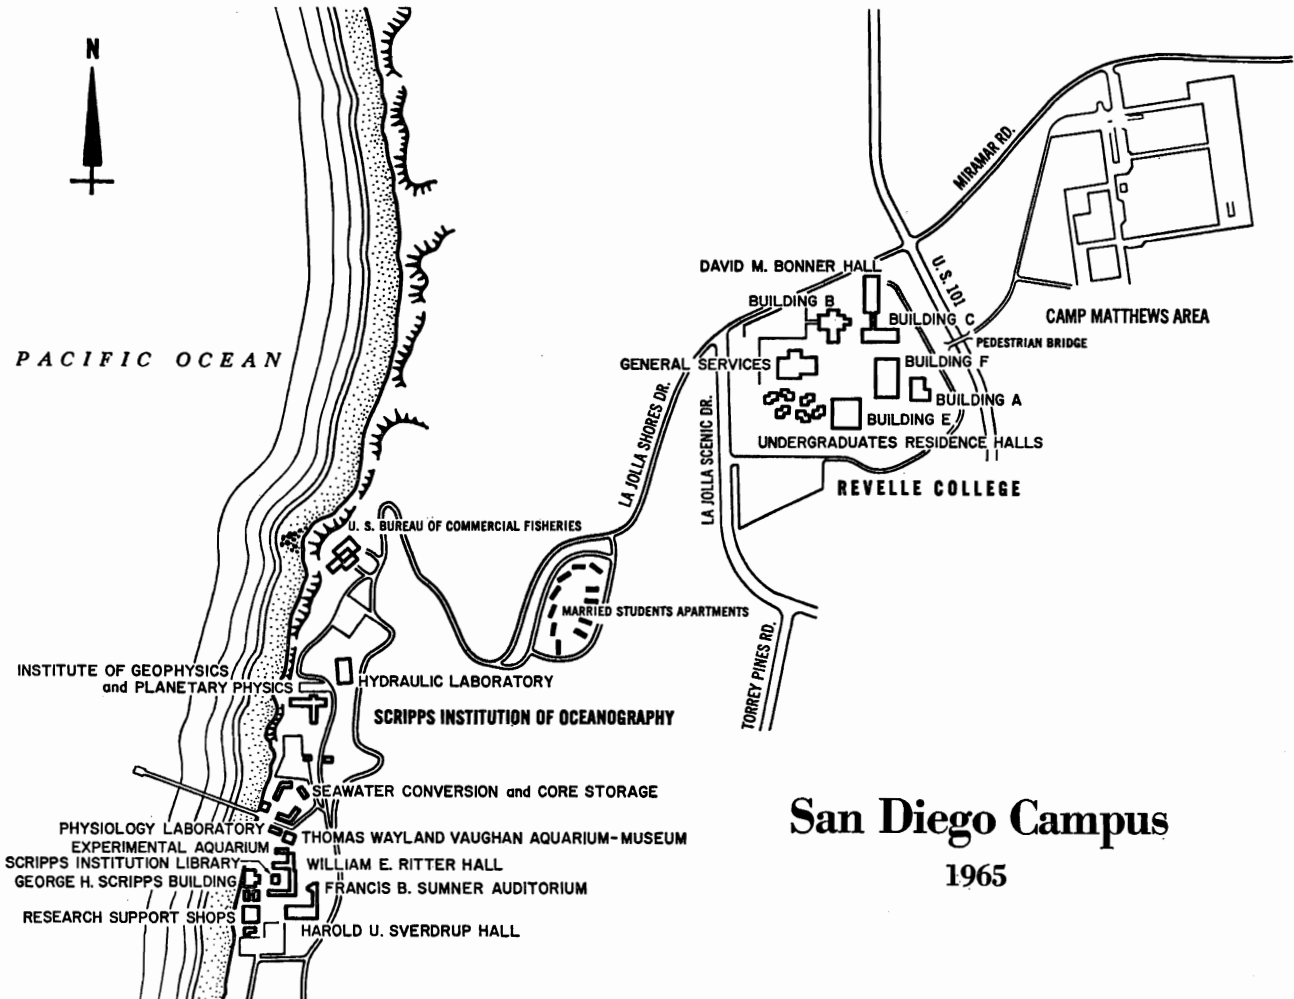 N
MIRAMAR RD.
U. S. 101
DAVID M. BONNER HALL
BUILDING B
BUILDING C
CAMP MATTHEWS AREA
PEDESTRIAN BRIDGE
PACIFIC OCEAN
GENERAL SERVICES
BUILDING F
BUILDING A
BUILDING E
UNDERGRADUATES RESIDENCE HALLS
LA JOLLA SHORES DR.
LA JOLLA SCENIC DR.
REVELLE COLLEGE
U. S. BUREAU OF COMMERCIAL FISHERIES
MARRIED STUDENTS APARTMENTS
TORREY PINES RD.
INSTITUTE OF GEOPHYSICS
and PLANETARY PHYSICS
HYDRAULIC LABORATORY
SCRIPPS INSTITUTION OF OCEANOGRAPHY
SEAWATER CONVERSION and CORE STORAGE
PHYSIOLOGY LABORATORY
THOMAS WAYLAND VAUGHAN AQUARIUM-MUSEUM
EXPERIMENTAL AQUARIUM
SCRIPPS INSTITUTION LIBRARY
WILLIAM E. RITTER HALL
GEORGE H. SCRIPPS BUILDING
FRANCIS B. SUMNER AUDITORIUM
RESEARCH SUPPORT SHOPS
HAROLD U. SVERDRUP HALL
San Diego Campus
1965